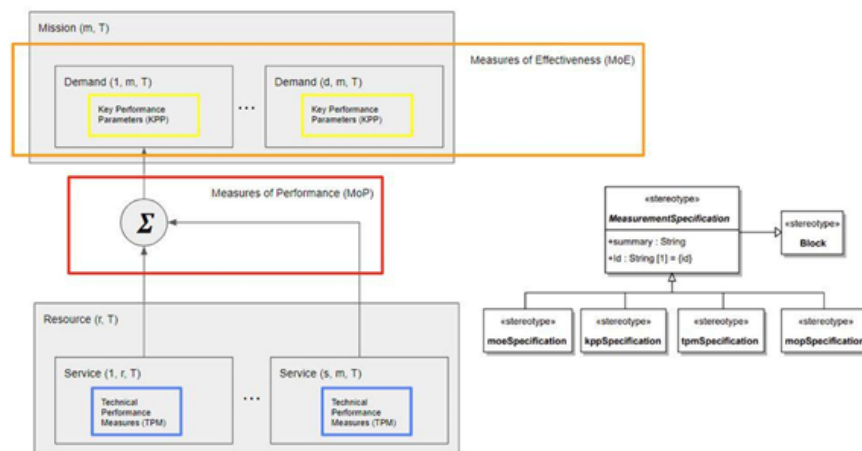 Mission (m, T)
Measures of Effectiveness (MoE)
Demand (1, m, T)
Key Performance
Parameters (KPP)
...
Demand (d, m, T)
Key Performance
Parameters (KPP)
Measures of Performance (MoP)
Σ
Resource (r, T)
Service (1, r, T)
Technical
Performance
Measures (TPM)
...
Service (s, m, T)
Technical
Performance
Measures (TPM)
«stereotype»
MeasurementSpecification
+summary : String
+id : String [1] = {id}
«stereotype»
Block
«stereotype»
moeSpecification
«stereotype»
kppSpecification
«stereotype»
tpmSpecification
«stereotype»
mopSpecification